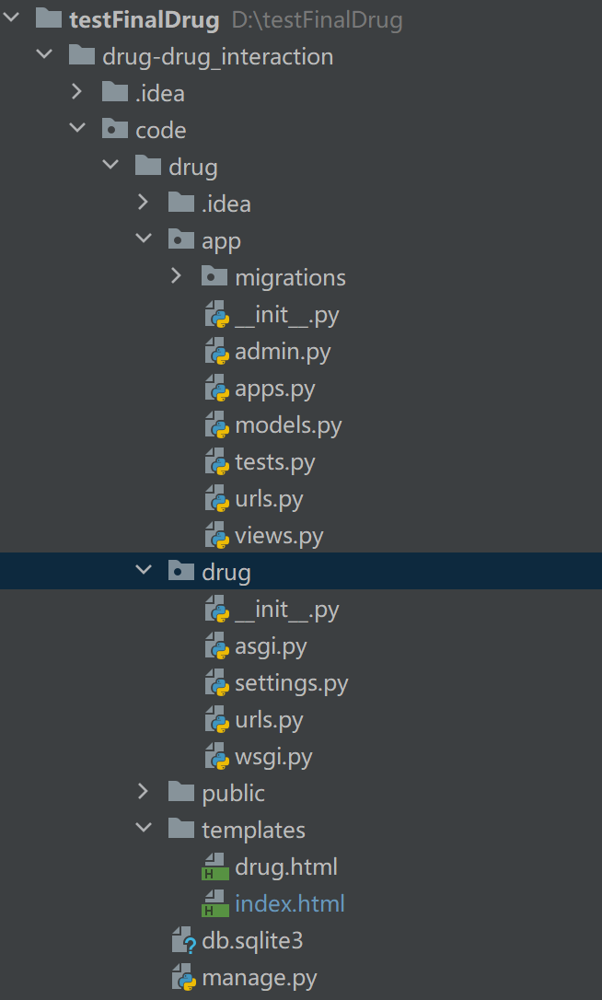 testFinalDrug D:\testFinalDrug
drug-drug_interaction
.idea
code
drug
.idea
app
migrations
__init__.py
admin.py
apps.py
models.py
tests.py
urls.py
views.py
drug
__init__.py
asgi.py
settings.py
urls.py
wsgi.py
public
templates
drug.html
index.html
db.sqlite3
manage.py